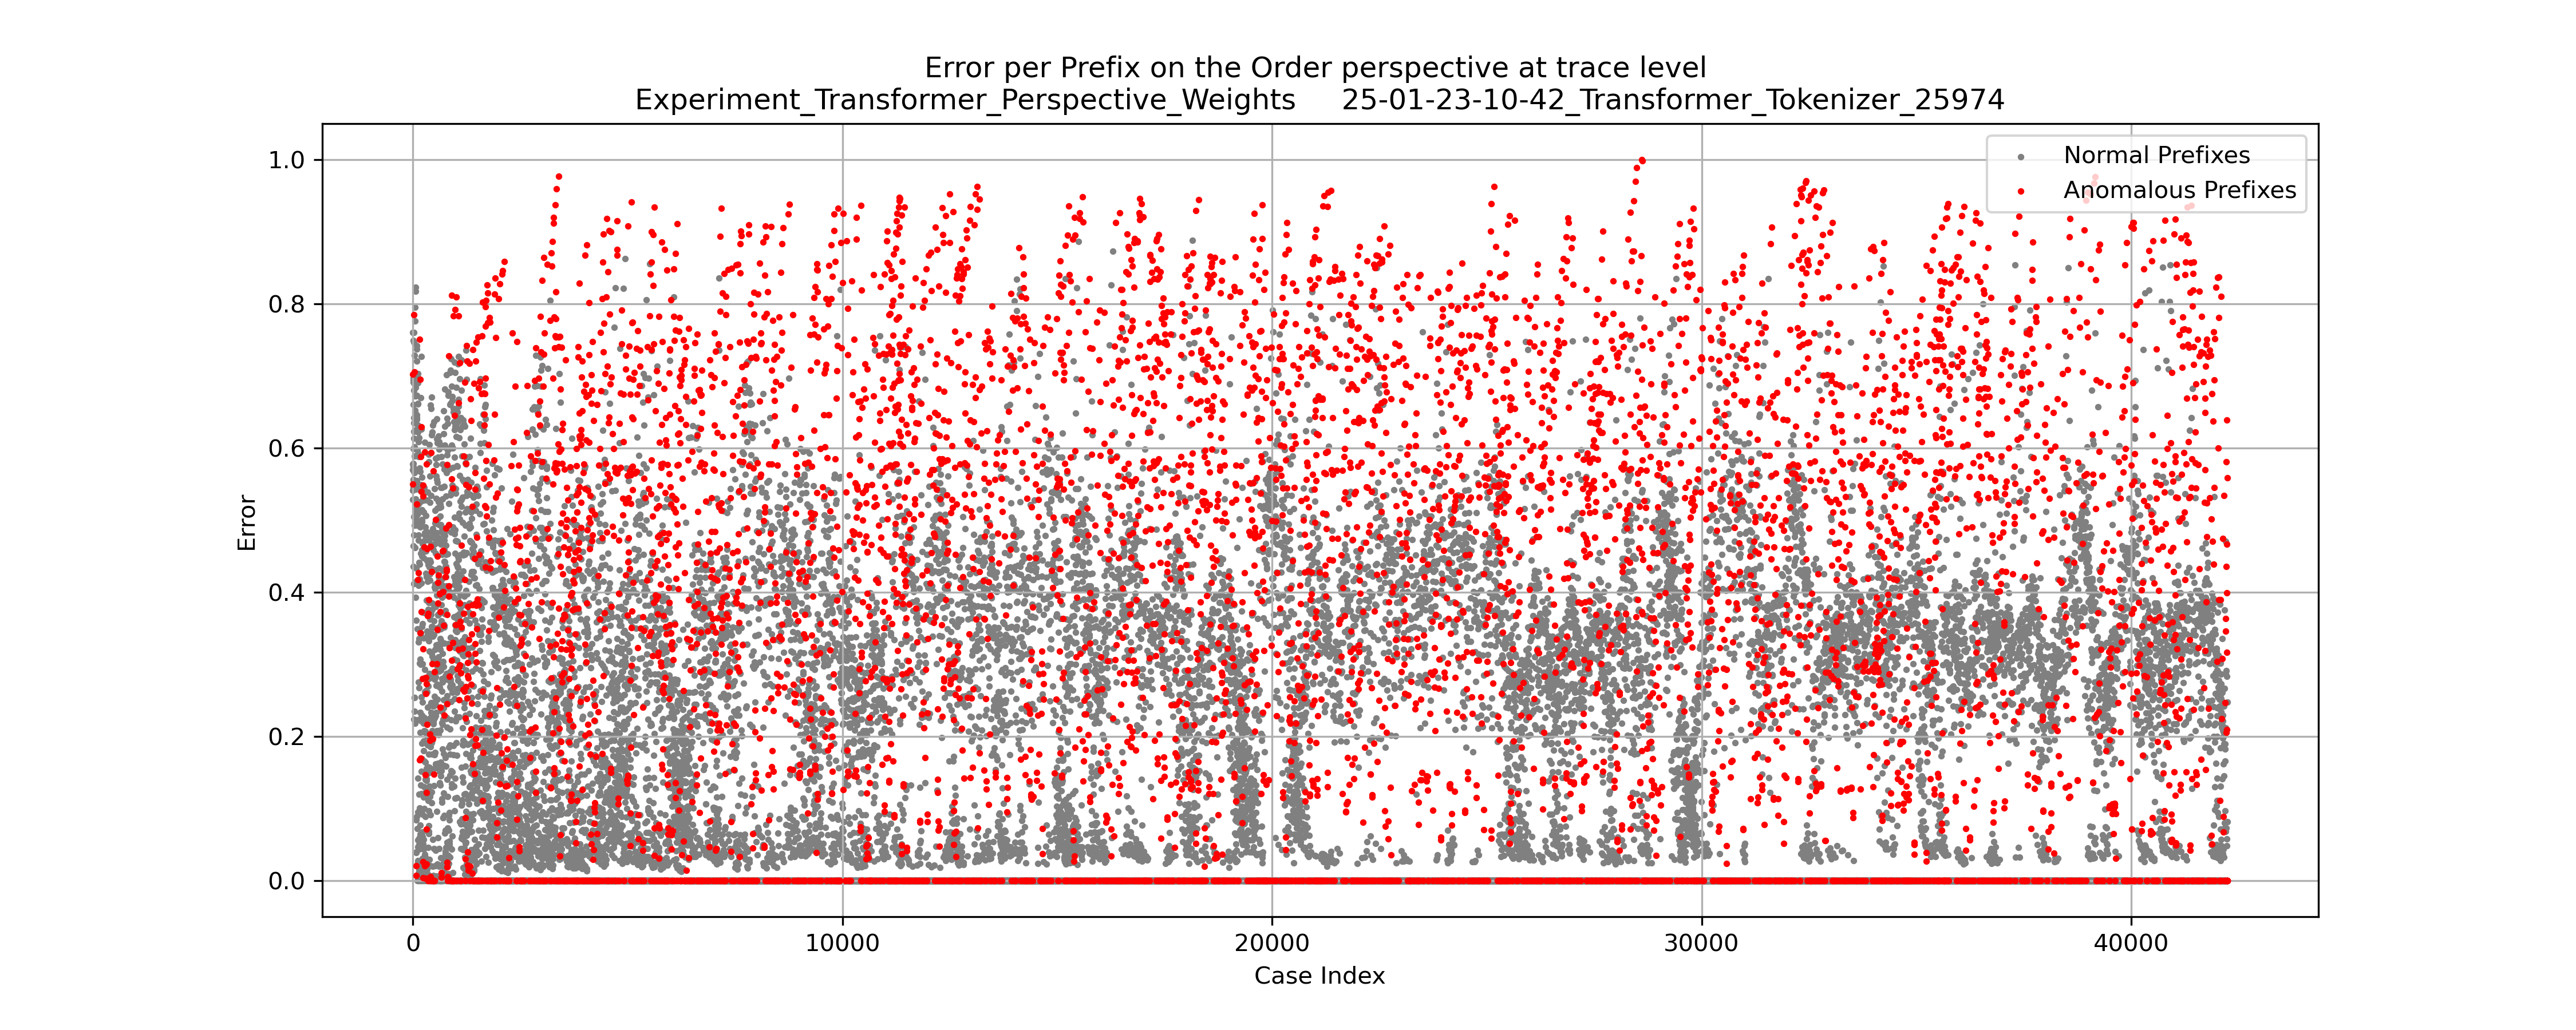 Error per Prefix on the Order perspective at trace level
Experiment_Transformer_Perspective_Weights 25-01-23-10-42_Transformer_Tokenizer_25974
Normal Prefixes
Anomalous Prefixes
1.0
0.8
0.6
0.4
0.2
0.0
Error
0 10000 20000 30000 40000
Case Index